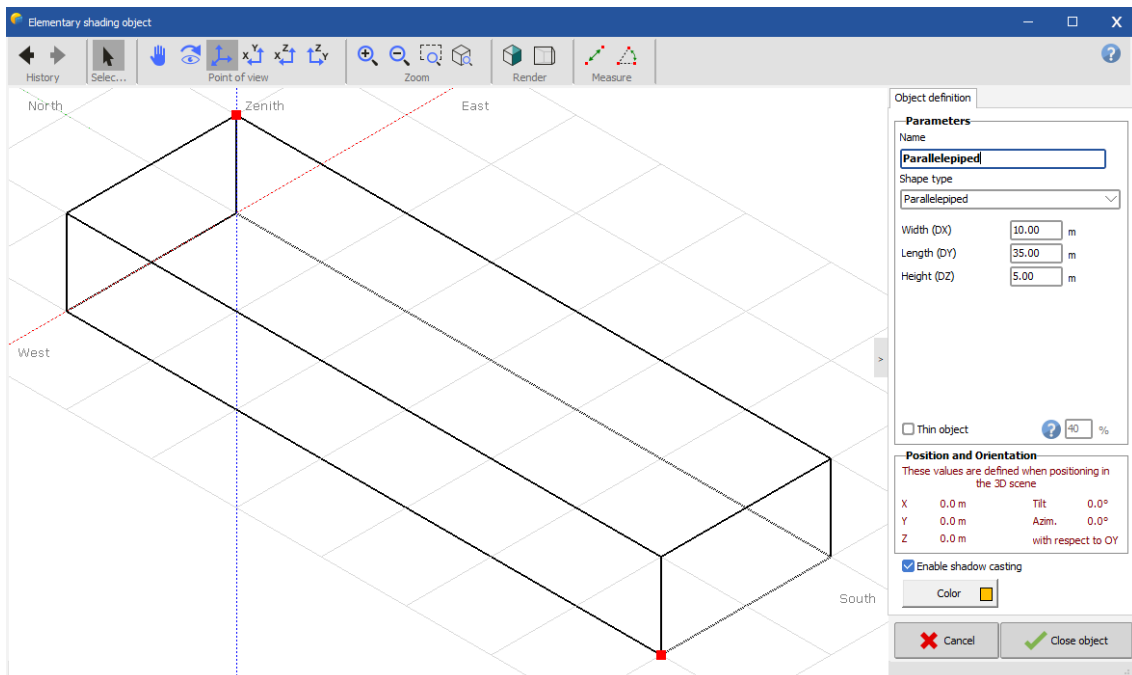 Elementary shading object
History
Selec...
Point of view
Zoom
Render
Measure
North
Zenith
East
West
South
Object definition
Parameters
Name
Parallelepiped
Shape type
Parallelepiped
Width (DX) 10.00 m
Length (DY) 35.00 m
Height (DZ) 5.00 m
Thin object 40 %
Position and Orientation
These values are defined when positioning in
the 3D scene
X 0.0 m Tilt 0.0°
Y 0.0 m Azim. 0.0°
Z 0.0 m with respect to OY
Enable shadow casting
Color
Cancel Close object